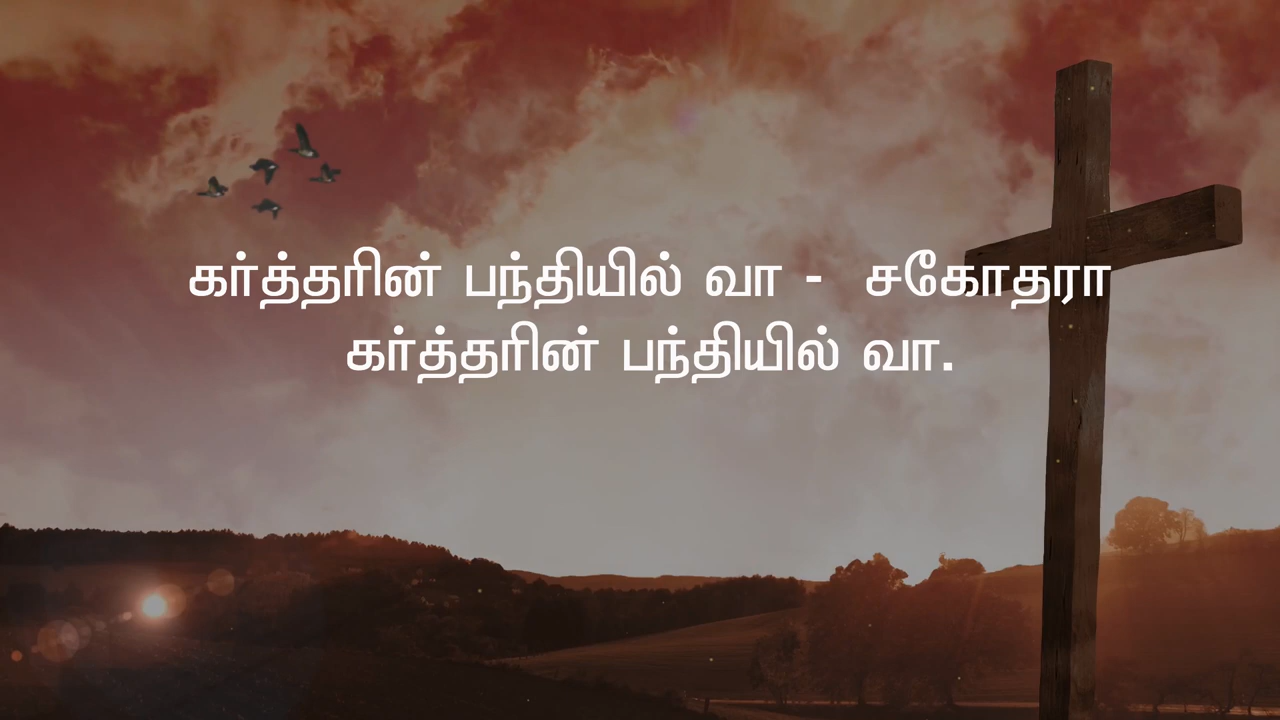 கர்த்தரின் பந்தியில் வா - சகோதரா
கர்த்தரின் பந்தியில் வா.